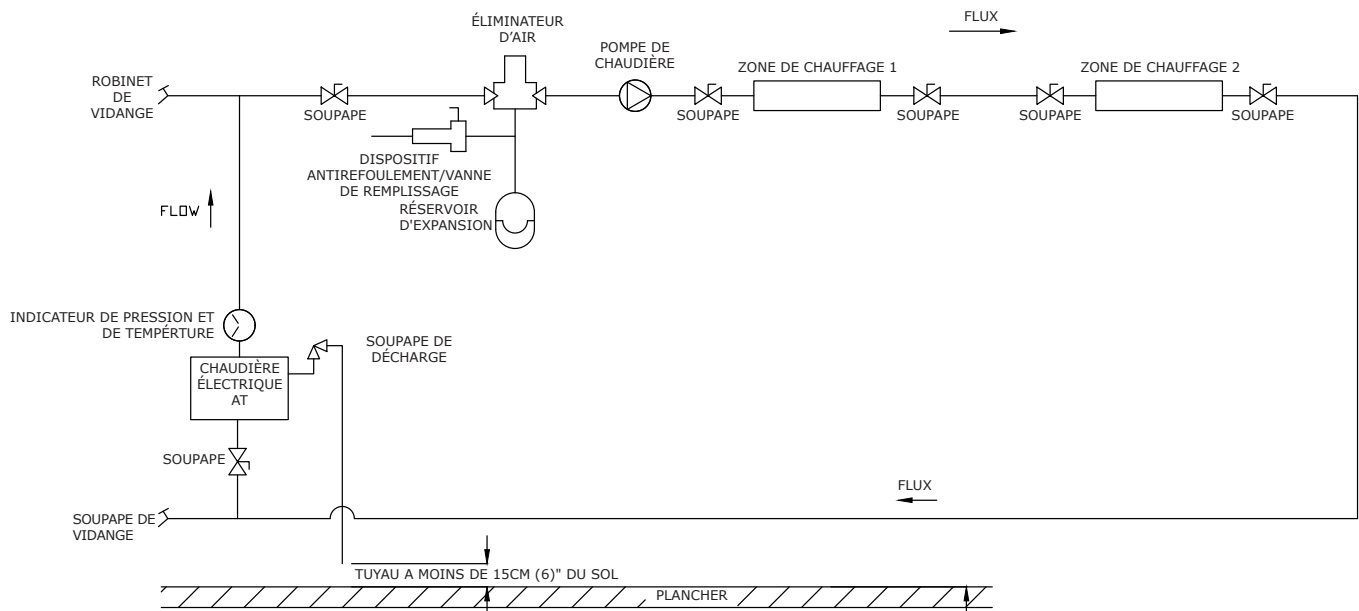 FLUX
ÉLIMINATEUR
D'AIR
POMPE DE
CHAUDIÈRE
ZONE DE CHAUFFAGE 1
ZONE DE CHAUFFAGE 2
ROBINET
DE
VIDANGE
SOUPAPE
SOUPAPE
SOUPAPE
SOUPAPE
SOUPAPE
DISPOSITIF
ANTIREFOULEMENT/VANNE
DE REMPLISSAGE
RÉSERVOIR
D'EXPANSION
FLOW
INDICATEUR DE PRESSION ET
DE TEMPÉRTURE
SOUPAPE DE
DÉCHARGE
CHAUDIÈRE
ÉLECTRIQUE
AT
SOUPAPE
FLUX
SOUPAPE DE
VIDANGE
TUYAU A MOINS DE 15CM (6)" DU SOL
PLANCHER